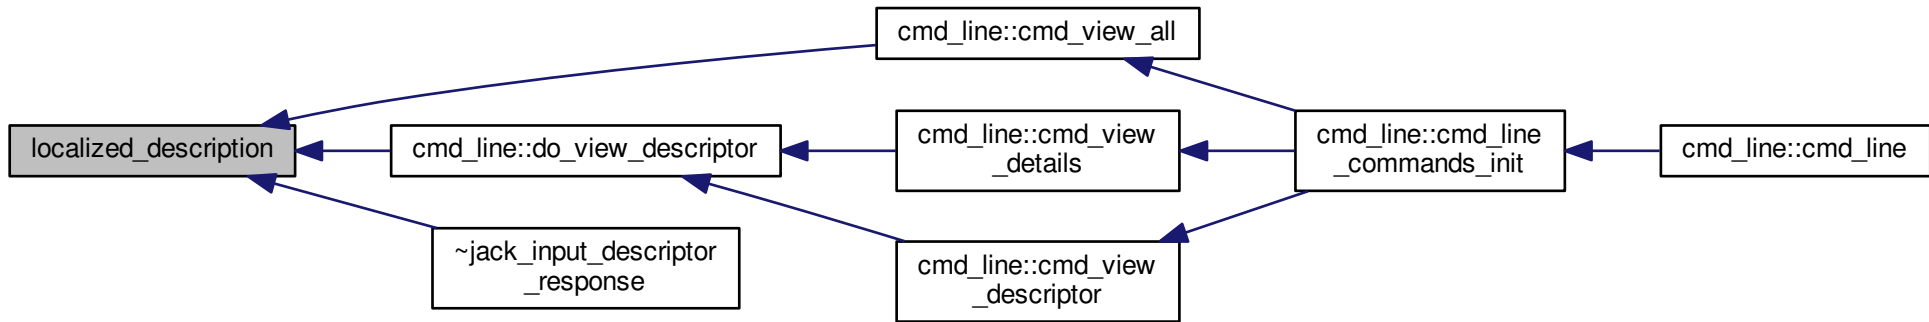 cmd_line::cmd_view_all
localized_description
cmd_line::do_view_descriptor
cmd_line::cmd_view
_details
cmd_line::cmd_line
_commands_init
cmd_line::cmd_line
~jack_input_descriptor
_response
cmd_line::cmd_view
_descriptor